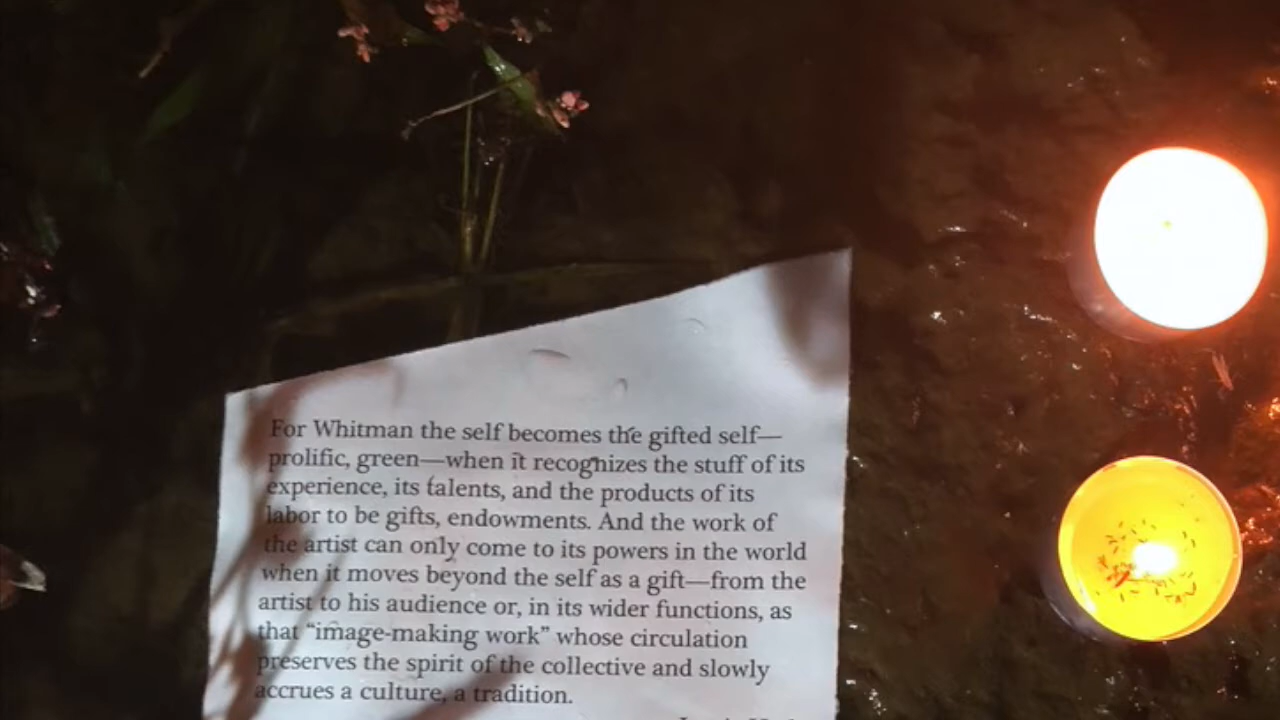 For Whitman the self becomes the gifted self—
prolific, green—when it recognizes the stuff of its
experience, its talents, and the products of its
labor to be gifts, endowments. And the work of
the artist can only come to its powers in the world
when it moves beyond the self as a gift—from the
artist to his audience or, in its wider functions, as
that “image-making work” whose circulation
preserves the spirit of the collective and slowly
accrues a culture, a tradition.